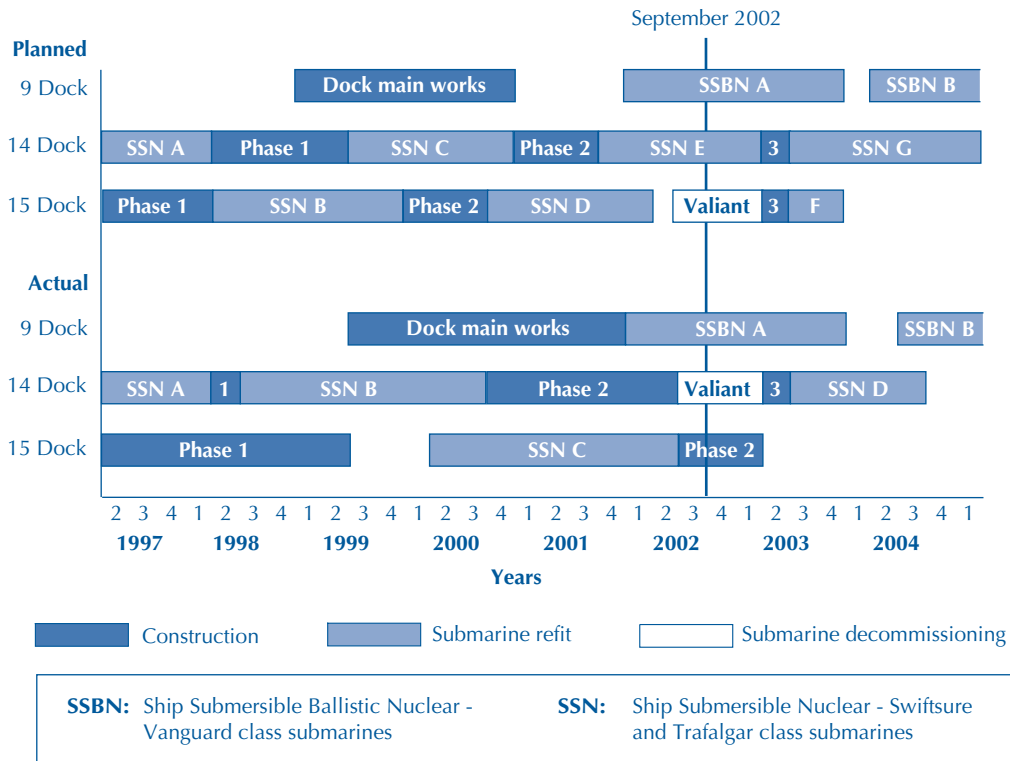 September 2002
Planned
9 Dock Dock main works SSBN A SSBN B
14 Dock SSN A Phase 1 SSN C Phase 2 SSN E 3 SSN G
15 Dock Phase 1 SSN B Phase 2 SSN D Valiant 3 F
Actual
9 Dock Dock main works SSBN A SSBN B
14 Dock SSN A 1 SSN B Phase 2 Valiant 3 SSN D
15 Dock Phase 1 SSN C Phase 2
2 3 4 1 2 3 4 1 2 3 4 1 2 3 4 1 2 3 4 1 2 3 4 1 2 3 4 1 2 3 4 1
1997 1998 1999 2000 2001 2002 2003 2004
Years
Construction Submarine refit Submarine decommissioning
SSBN: Ship Submersible Ballistic Nuclear - SSN: Ship Submersible Nuclear - Swiftsure
Vanguard class submarines and Trafalgar class submarines